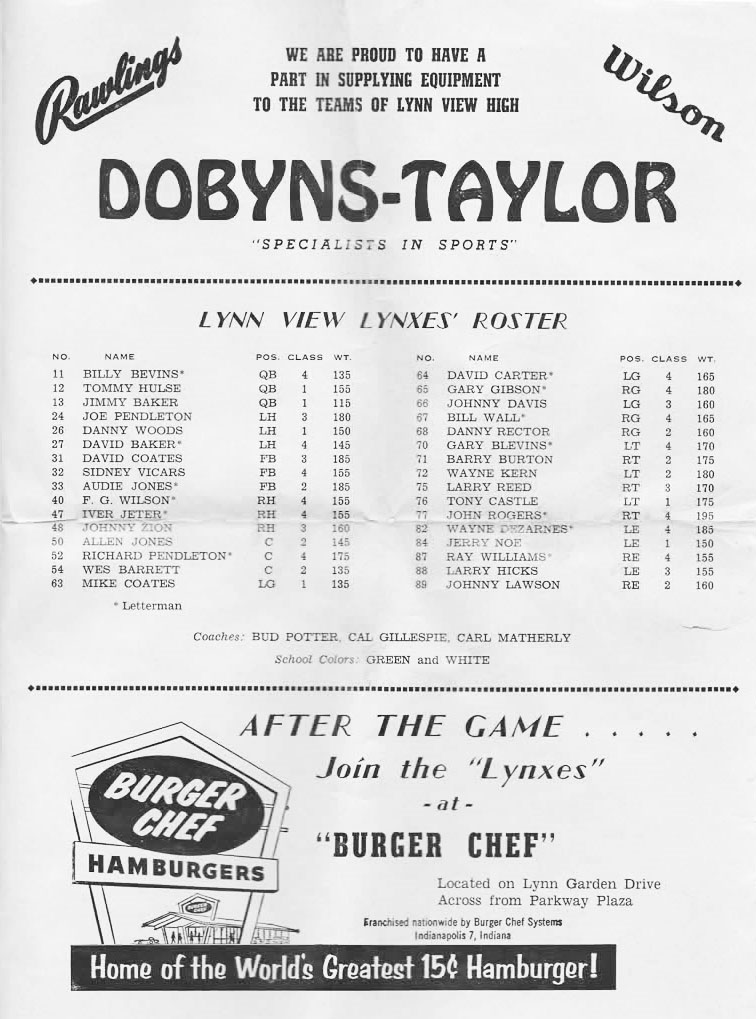 Rawlings
WE ARE PROUD TO HAVE A
PART IN SUPPLYING EQUIPMENT
TO THE TEAMS OF LYNN VIEW HIGH
Wilson
DOBYNS-TAYLOR
"SPECIALISTS IN SPORTS"
LYNN VIEW LYNXES' ROSTER
NO. NAME POS. CLASS WT.
11 BILLY BEVINS* QB 4 135
12 TOMMY HULSE QB 1 155
13 JIMMY BAKER QB 1 115
24 JOE PENDLETON LH 3 180
26 DANNY WOODS LH 1 150
27 DAVID BAKER* LH 4 145
31 DAVID COATES FB 3 185
32 SIDNEY VICARS FB 4 155
33 AUDIE JONES* FB 2 185
40 F. G. WILSON* RH 4 155
47 IVER JETER* RH 4 155
48 JOHNNY ZION RH 3 160
50 ALLEN JONES C 2 145
52 RICHARD PENDLETON* C 4 175
54 WES BARRETT C 2 135
63 MIKE COATES LG 1 135
* Letterman
NO. NAME POS. CLASS WT.
64 DAVID CARTER* LG 4 165
65 GARY GIBSON* RG 4 180
66 JOHNNY DAVIS LG 3 160
67 BILL WALL* RG 4 165
68 DANNY RECTOR RG 2 160
70 GARY BLEVINS* LT 4 170
71 BARRY BURTON RT 2 175
72 WAYNE KERN LT 2 180
75 LARRY REED RT 3 170
76 TONY CASTLE LT 1 175
77 JOHN ROGERS* RT 4 195
82 WAYNE DEZARNES* LE 4 185
84 JERRY NOE LE 1 150
87 RAY WILLIAMS* RE 4 155
88 LARRY HICKS LE 3 155
89 JOHNNY LAWSON RE 2 160
Coaches: BUD POTTER, CAL GILLESPIE, CARL MATHERLY
School Colors: GREEN and WHITE
AFTER THE GAME . . . . .
Join the "Lynxes"
- at -
"BURGER CHEF"
Located on Lynn Garden Drive
Across from Parkway Plaza
Franchised nationwide by Burger Chef Systems
Indianapolis 7, Indiana
BURGER
CHEF
HAMBURGERS
Home of the World's Greatest 15¢ Hamburger!